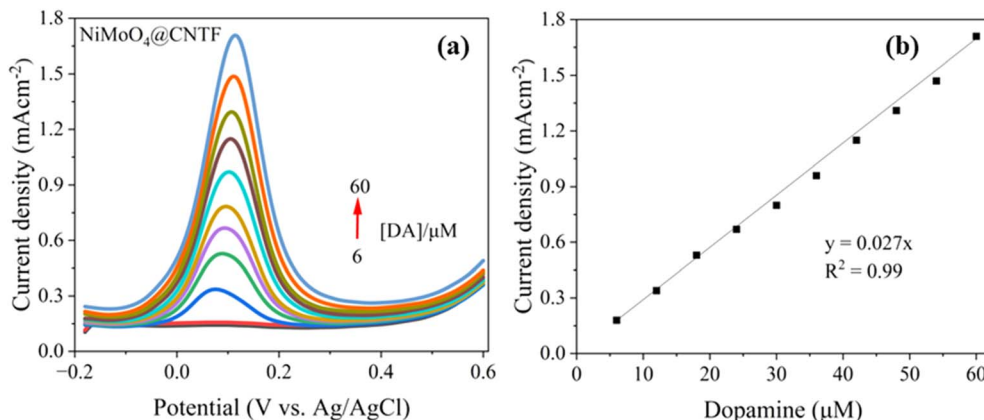 NiMoO₄@CNTF
(a)
60
[DA]/μM
6
Current density (mAcm⁻²)
1.8
1.5
1.2
0.9
0.6
0.3
0.0
−0.2 0.0 0.2 0.4 0.6
Potential (V vs. Ag/AgCl)
(b)
y = 0.027x
R² = 0.99
Current density (mAcm⁻²)
1.8
1.5
1.2
0.9
0.6
0.3
0.0
0 10 20 30 40 50 60
Dopamine (μM)